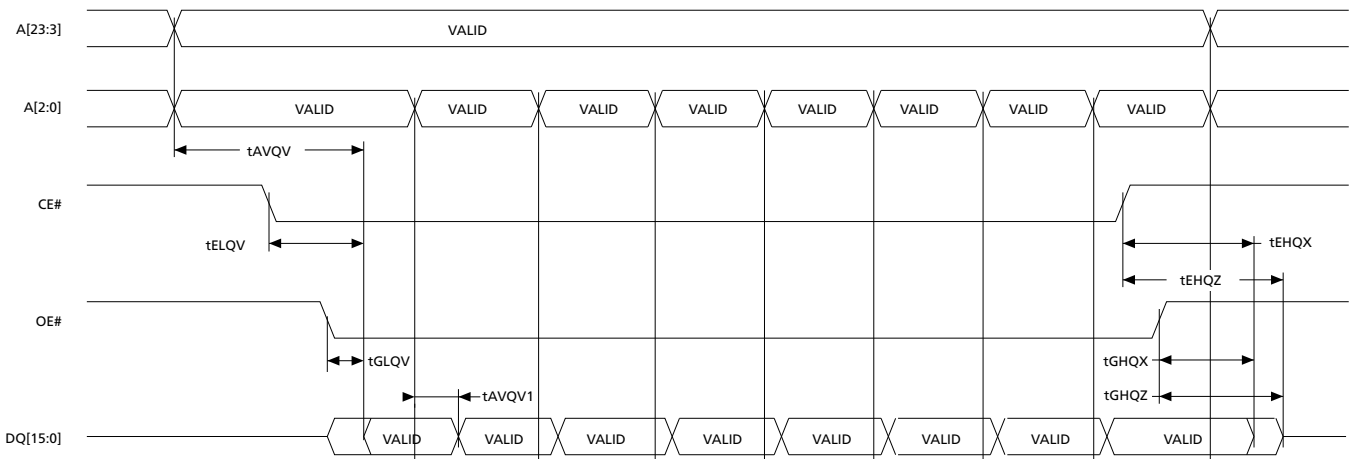 A[23:3] VALID
A[2:0] VALID VALID VALID VALID VALID VALID VALID VALID
tAVQV
CE#
tELQV tEHQX
tEHQZ
OE#
tGLQV tGHQX
tAVQV1 tGHQZ
DQ[15:0] VALID VALID VALID VALID VALID VALID VALID VALID